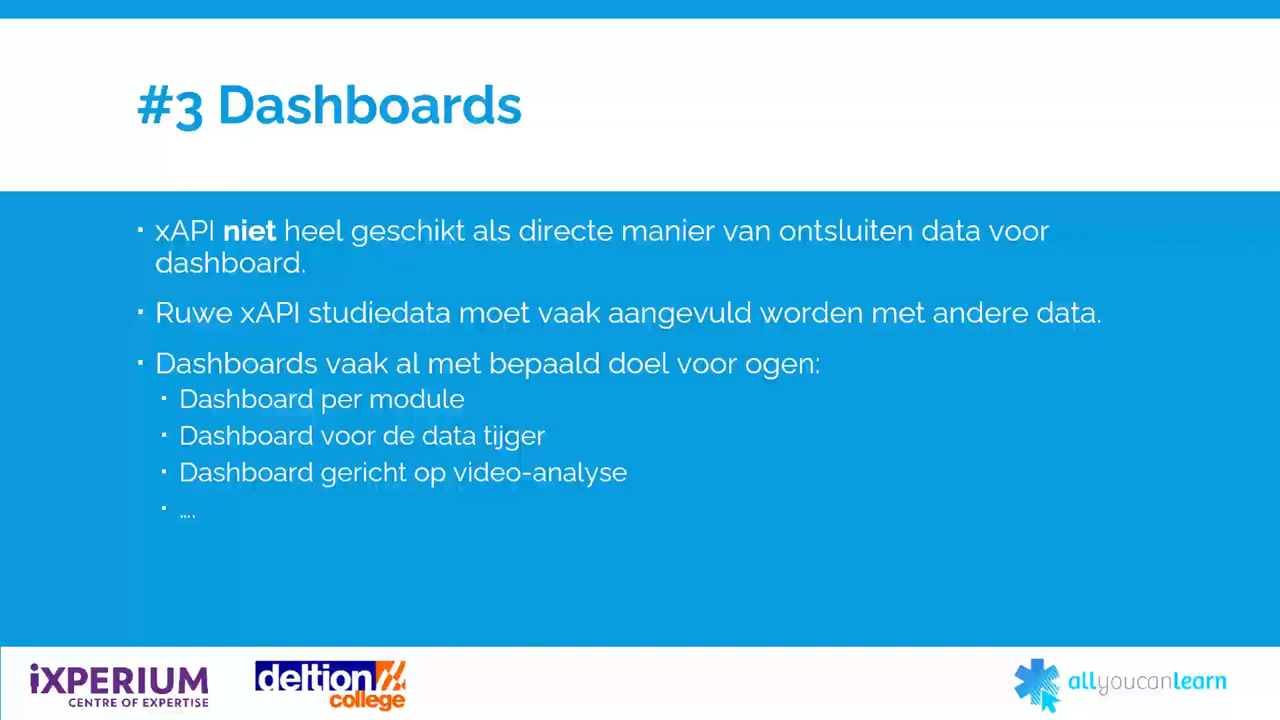 #3 Dashboards
· xAPI niet heel geschikt als directe manier van ontsluiten data voor
dashboard.
· Ruwe xAPI studiedata moet vaak aangevuld worden met andere data.
· Dashboards vaak al met bepaald doel voor ogen:
· Dashboard per module
· Dashboard voor de data tijger
· Dashboard gericht op video-analyse
· ....
iXPERIUM
CENTRE OF EXPERTISE
deltion
college
allyoucanlearn